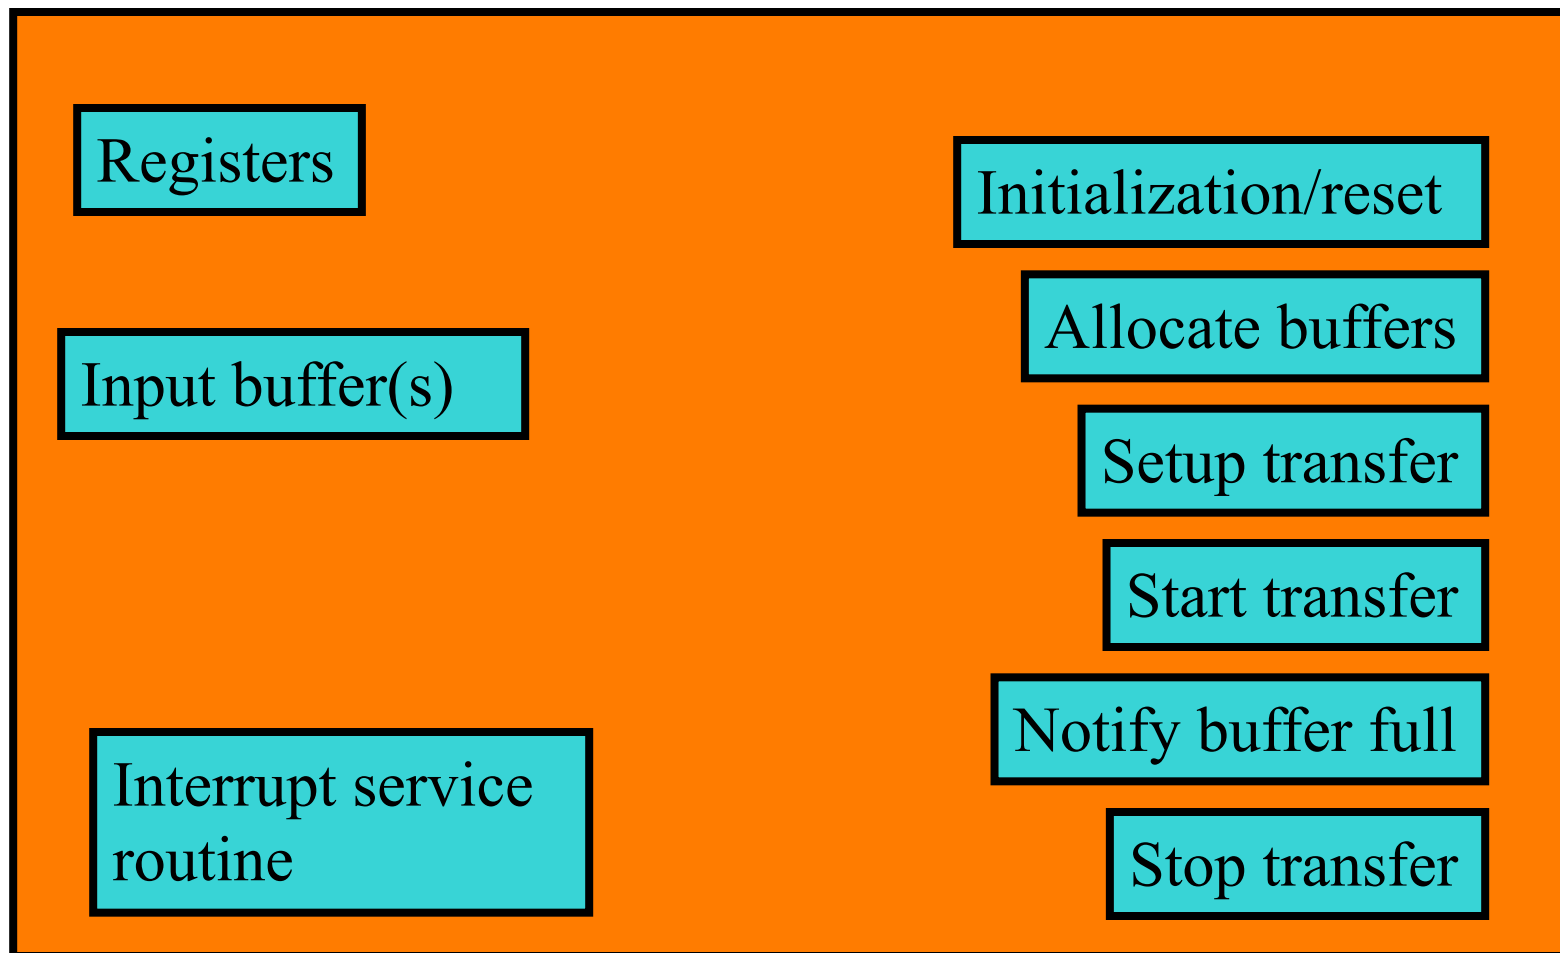 Registers
Input buffer(s)
Interrupt service
routine
Initialization/reset
Allocate buffers
Setup transfer
Start transfer
Notify buffer full
Stop transfer